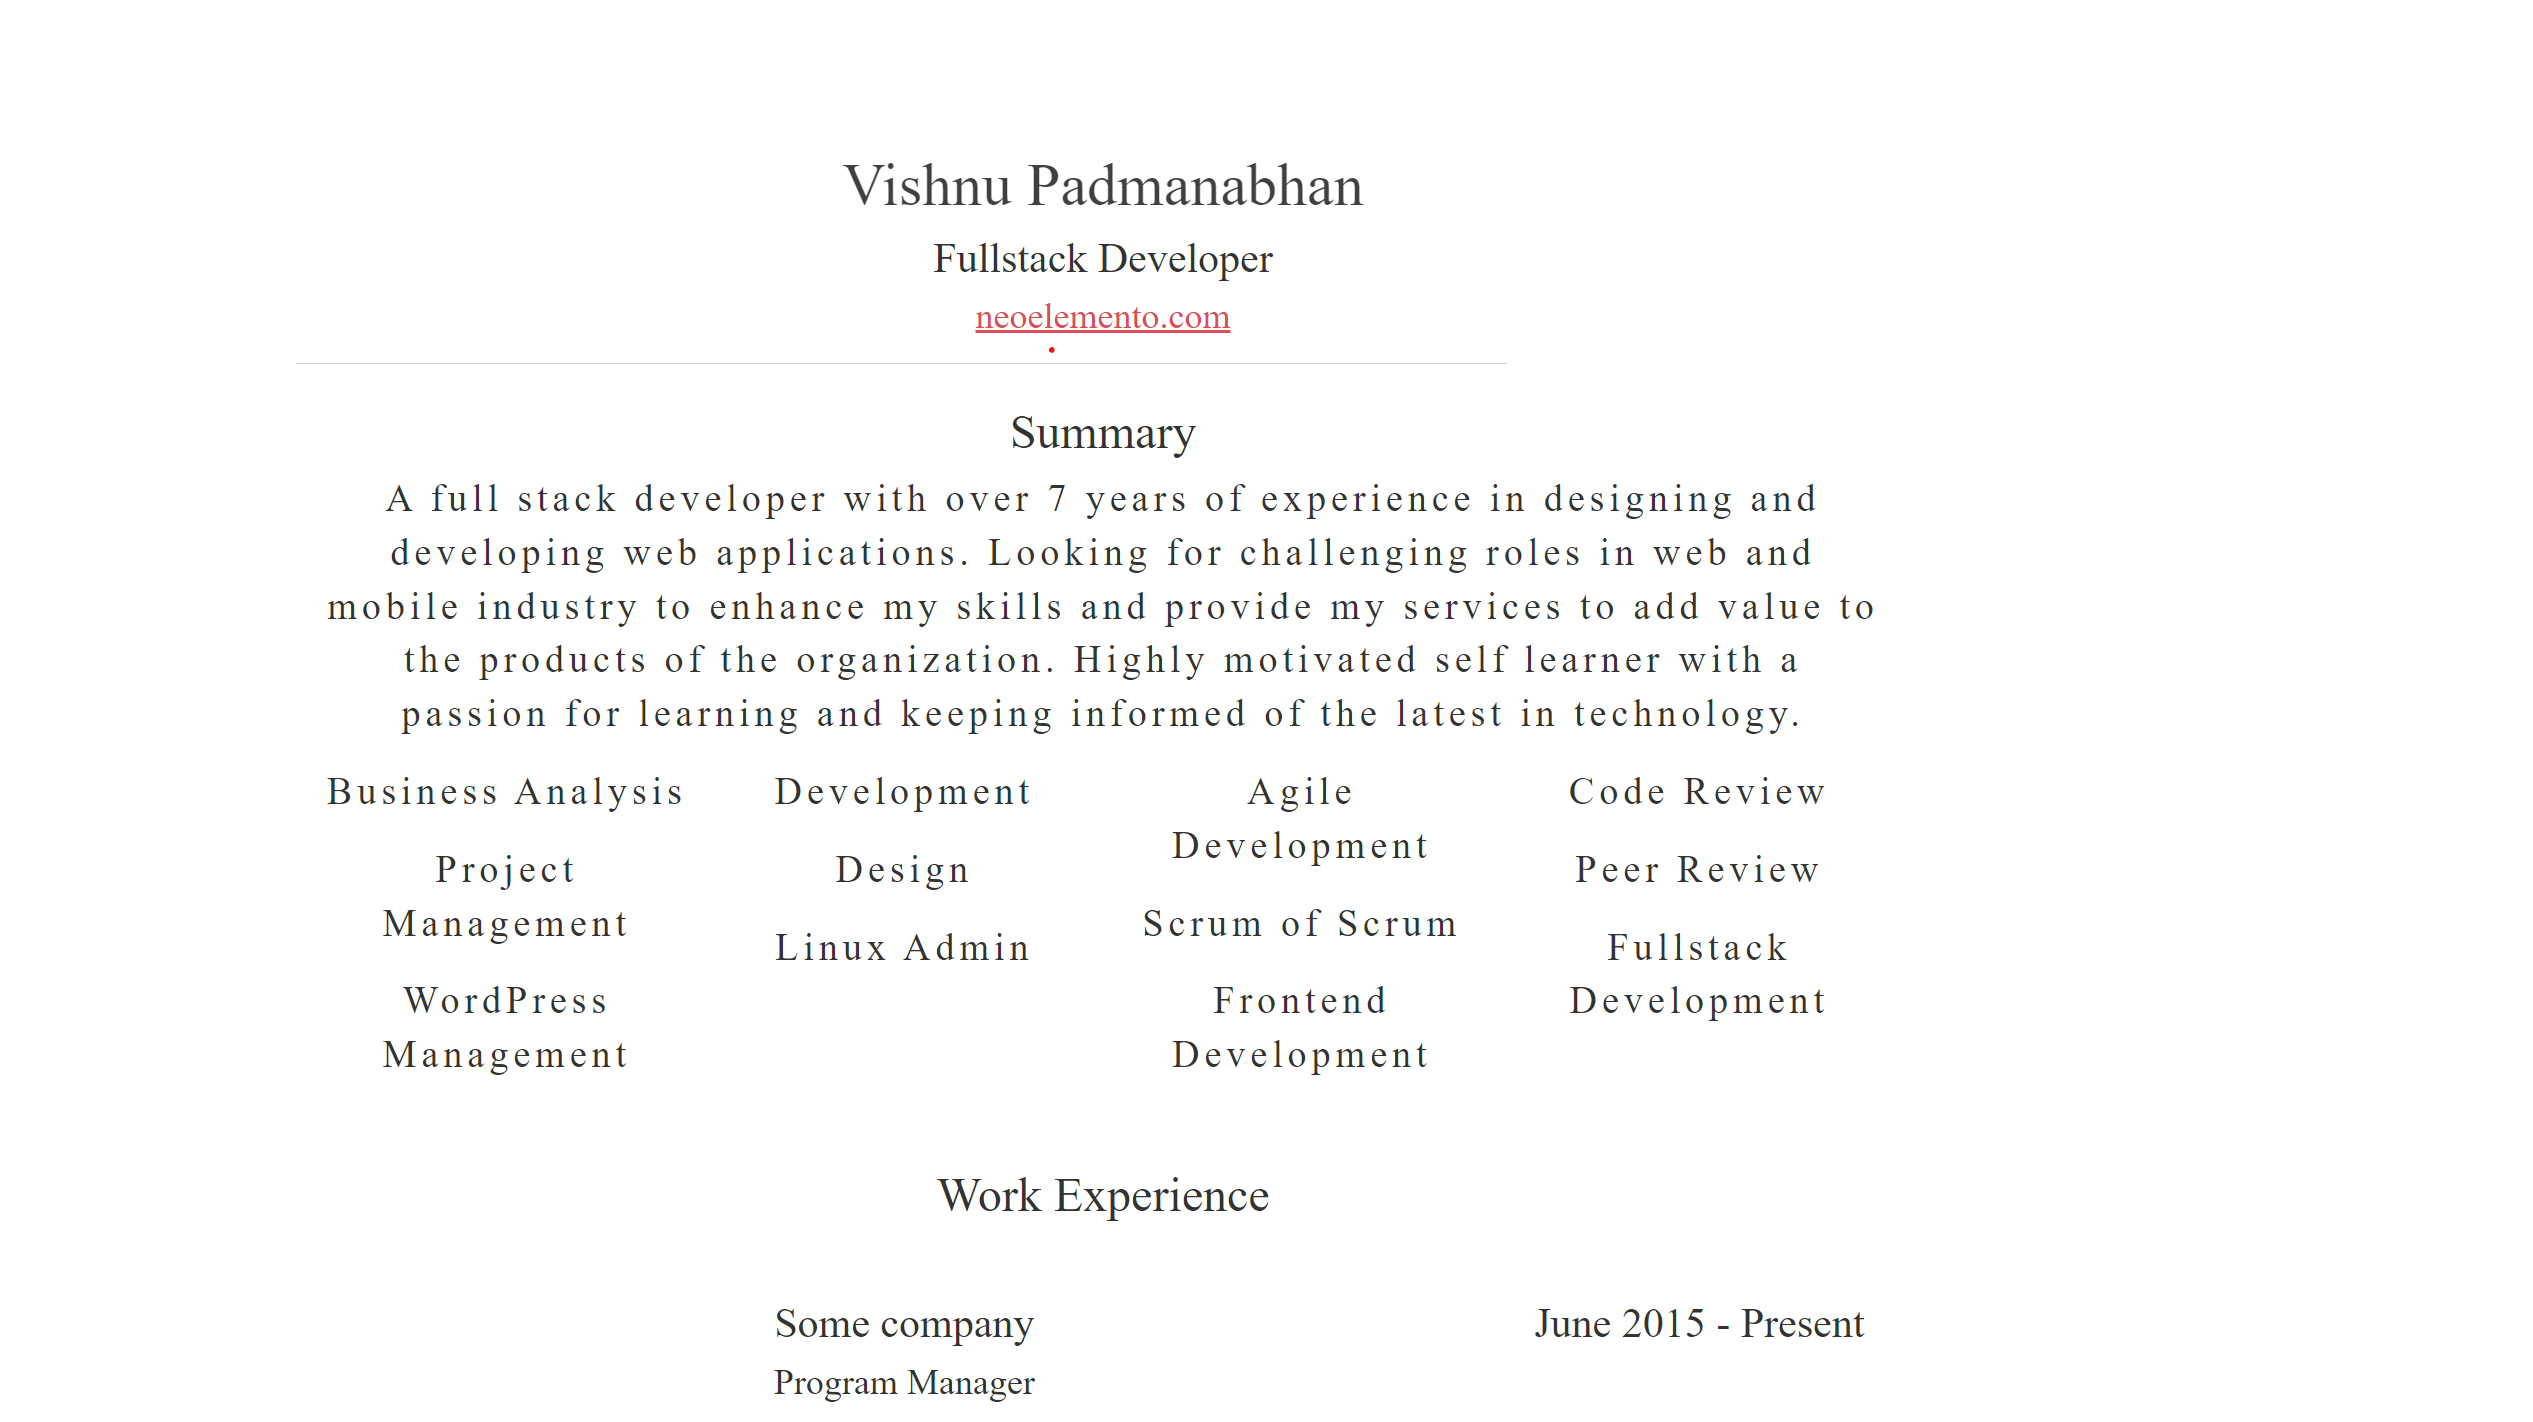 Vishnu Padmanabhan
Fullstack Developer
neoelemento.com
Summary
A full stack developer with over 7 years of experience in designing and
developing web applications. Looking for challenging roles in web and
mobile industry to enhance my skills and provide my services to add value to
the products of the organization. Highly motivated self learner with a
passion for learning and keeping informed of the latest in technology.
Business Analysis
Project
Management
WordPress
Management
Development
Design
Linux Admin
Agile
Development
Scrum of Scrum
Frontend
Development
Code Review
Peer Review
Fullstack
Development
Work Experience
Some company
Program Manager
June 2015 - Present